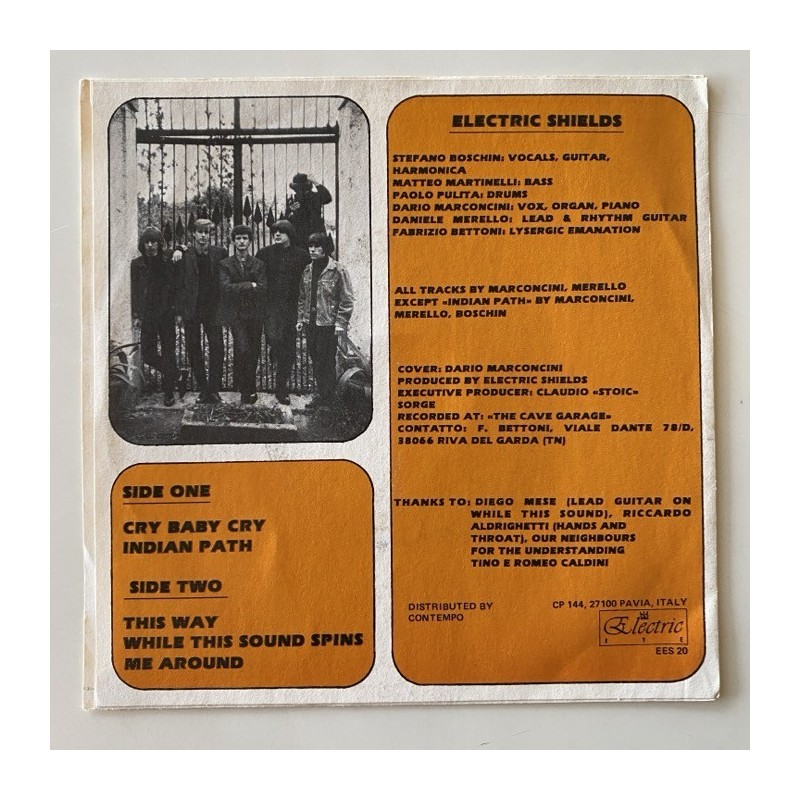 ELECTRIC SHIELDS
STEFANO BOSCHIN: VOCALS, GUITAR,
HARMONICA
MATTEO MARTINELLI: BASS
PAOLO PULITA: DRUMS
DARIO MARCONCINI: VOX, ORGAN, PIANO
DANIELE MERELLO: LEAD & RHYTHM GUITAR
FABRIZIO BETTONI: LYSERGIC EMANATION
ALL TRACKS BY MARCONCINI, MERELLO
EXCEPT «INDIAN PATH» BY MARCONCINI,
MERELLO, BOSCHIN
COVER: DARIO MARCONCINI
PRODUCED BY ELECTRIC SHIELDS
EXECUTIVE PRODUCER: CLAUDIO «STOIC»
SORGE
RECORDED AT: «THE CAVE GARAGE»
CONTATTO: F. BETTONI, VIALE DANTE 78/D,
38066 RIVA DEL GARDA (TN)
THANKS TO: DIEGO MESE (LEAD GUITAR ON
WHILE THIS SOUND), RICCARDO
ALDRIGHETTI (HANDS AND
THROAT), OUR NEIGHBOURS
FOR THE UNDERSTANDING
TINO E ROMEO CALDINI
DISTRIBUTED BY
CONTEMPO
CP 144, 27100 PAVIA, ITALY
Electric
EYE
EES 20
SIDE ONE
CRY BABY CRY
INDIAN PATH
SIDE TWO
THIS WAY
WHILE THIS SOUND SPINS
ME AROUND